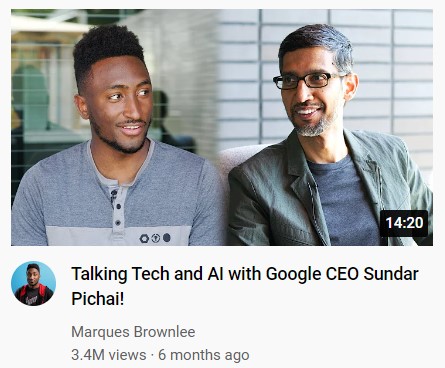 14:20
Talking Tech and AI with Google CEO Sundar
Pichai!
Marques Brownlee
3.4M views · 6 months ago